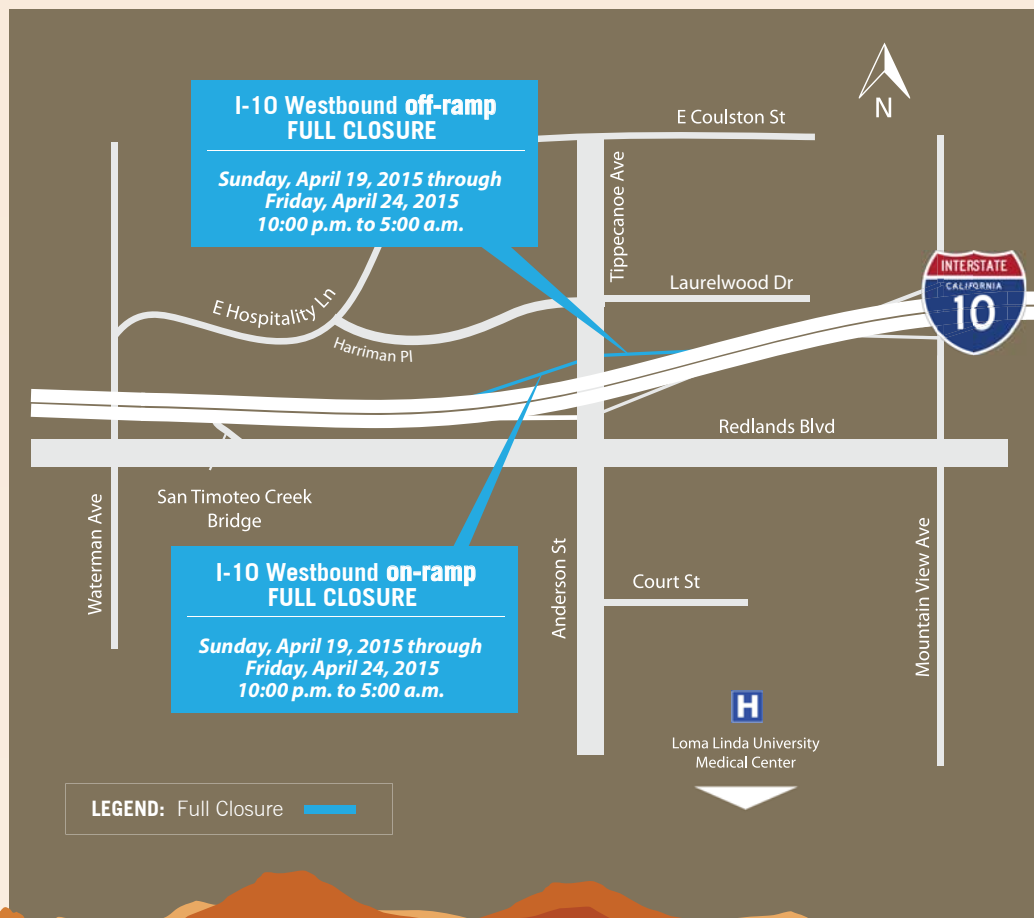 I-10 Westbound off-ramp
FULL CLOSURE
Sunday, April 19, 2015 through
Friday, April 24, 2015
10:00 p.m. to 5:00 a.m.
N
E Coulston St
Tippecanoe Ave
Laurelwood Dr
INTERSTATE
CALIFORNIA
10
E Hospitality Ln
Harriman Pl
Redlands Blvd
San Timoteo Creek
Bridge
Waterman Ave
I-10 Westbound on-ramp
FULL CLOSURE
Sunday, April 19, 2015 through
Friday, April 24, 2015
10:00 p.m. to 5:00 a.m.
Anderson St
Court St
Mountain View Ave
H
Loma Linda University
Medical Center
LEGEND: Full Closure